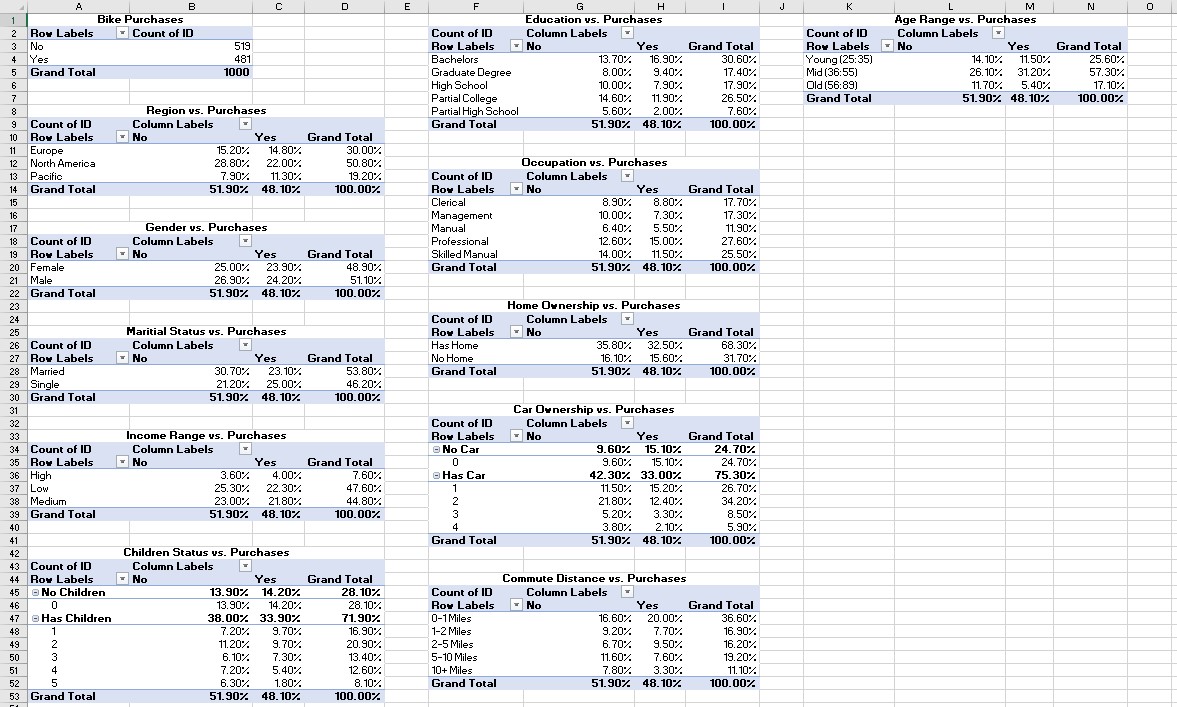 A B C D E F G H I J K L M N O
1 2 3 4 5 6 7 8 9 10 11 12 13 14 15 16 17 18 19 20 21 22 23 24 25 26 27 28 29 30 31 32 33 34 35 36 37 38 39 40 41 42 43 44 45 46 47 48 49 50 51 52 53
Bike Purchases
Row Labels Count of ID
No 519
Yes 481
Grand Total 1000
Region vs. Purchases
Count of ID Column Labels
Row Labels No Yes Grand Total
Europe 15.20% 14.80% 30.00%
North America 28.80% 22.00% 50.80%
Pacific 7.90% 11.30% 19.20%
Grand Total 51.90% 48.10% 100.00%
Gender vs. Purchases
Count of ID Column Labels
Row Labels No Yes Grand Total
Female 25.00% 23.90% 48.90%
Male 26.90% 24.20% 51.10%
Grand Total 51.90% 48.10% 100.00%
Maritial Status vs. Purchases
Count of ID Column Labels
Row Labels No Yes Grand Total
Married 30.70% 23.10% 53.80%
Single 21.20% 25.00% 46.20%
Grand Total 51.90% 48.10% 100.00%
Income Range vs. Purchases
Count of ID Column Labels
Row Labels No Yes Grand Total
High 3.60% 4.00% 7.60%
Low 25.30% 22.30% 47.60%
Medium 23.00% 21.80% 44.80%
Grand Total 51.90% 48.10% 100.00%
Children Status vs. Purchases
Count of ID Column Labels
Row Labels No Yes Grand Total
No Children 13.90% 14.20% 28.10%
0 13.90% 14.20% 28.10%
Has Children 38.00% 33.90% 71.90%
1 7.20% 9.70% 16.90%
2 11.20% 9.70% 20.90%
3 6.10% 7.30% 13.40%
4 7.20% 5.40% 12.60%
5 6.30% 1.80% 8.10%
Grand Total 51.90% 48.10% 100.00%
Education vs. Purchases
Count of ID Column Labels
Row Labels No Yes Grand Total
Bachelors 13.70% 16.90% 30.60%
Graduate Degree 8.00% 9.40% 17.40%
High School 10.00% 7.90% 17.90%
Partial College 14.60% 11.90% 26.50%
Partial High School 5.60% 2.00% 7.60%
Grand Total 51.90% 48.10% 100.00%
Occupation vs. Purchases
Count of ID Column Labels
Row Labels No Yes Grand Total
Clerical 8.90% 8.80% 17.70%
Management 10.00% 7.30% 17.30%
Manual 6.40% 5.50% 11.90%
Professional 12.60% 15.00% 27.60%
Skilled Manual 14.00% 11.50% 25.50%
Grand Total 51.90% 48.10% 100.00%
Home Ownership vs. Purchases
Count of ID Column Labels
Row Labels No Yes Grand Total
Has Home 35.80% 32.50% 68.30%
No Home 16.10% 15.60% 31.70%
Grand Total 51.90% 48.10% 100.00%
Car Ownership vs. Purchases
Count of ID Column Labels
Row Labels No Yes Grand Total
No Car 9.60% 15.10% 24.70%
0 9.60% 15.10% 24.70%
Has Car 42.30% 33.00% 75.30%
1 11.50% 15.20% 26.70%
2 21.80% 12.40% 34.20%
3 5.20% 3.30% 8.50%
4 3.80% 2.10% 5.90%
Grand Total 51.90% 48.10% 100.00%
Commute Distance vs. Purchases
Count of ID Column Labels
Row Labels No Yes Grand Total
0-1 Miles 16.60% 20.00% 36.60%
1-2 Miles 9.20% 7.70% 16.90%
2-5 Miles 6.70% 9.50% 16.20%
5-10 Miles 11.60% 7.60% 19.20%
10+ Miles 7.80% 3.30% 11.10%
Grand Total 51.90% 48.10% 100.00%
Age Range vs. Purchases
Count of ID Column Labels
Row Labels No Yes Grand Total
Young (25:35) 14.10% 11.50% 25.60%
Mid (36:55) 26.10% 31.20% 57.30%
Old (56:89) 11.70% 5.40% 17.10%
Grand Total 51.90% 48.10% 100.00%